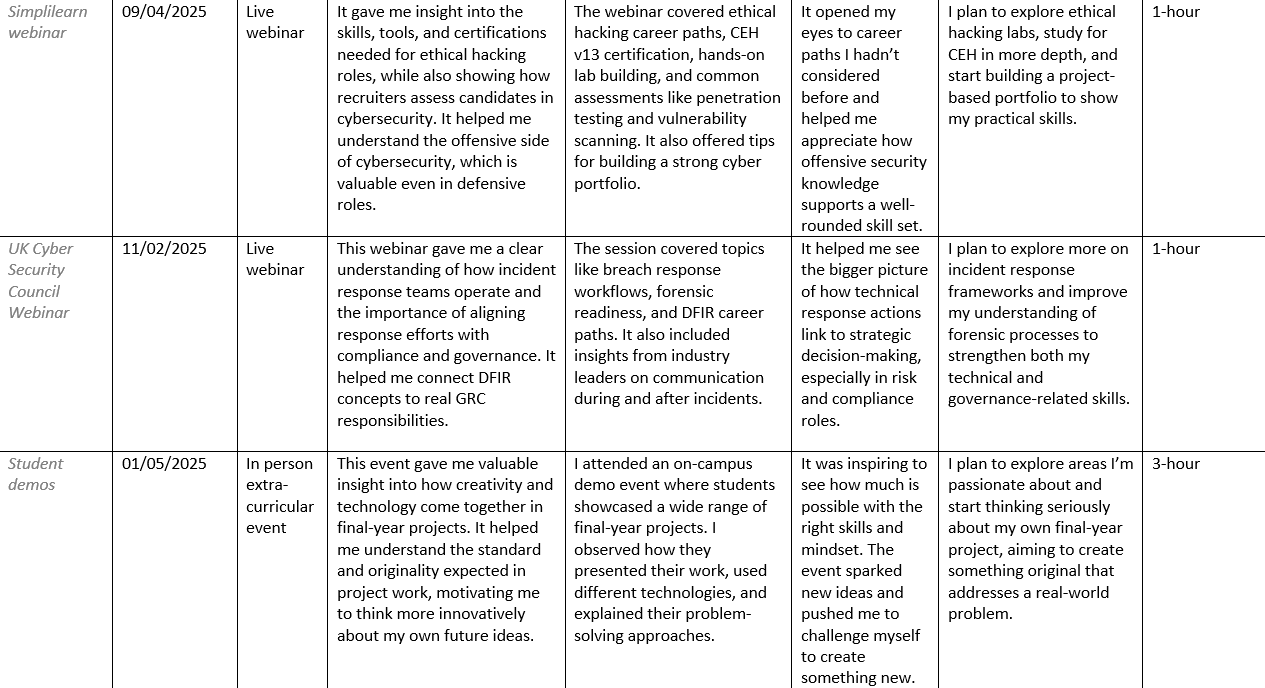 Simplilearn
webinar
09/04/2025
Live
webinar
It gave me insight into the
skills, tools, and certifications
needed for ethical hacking
roles, while also showing how
recruiters assess candidates in
cybersecurity. It helped me
understand the offensive side
of cybersecurity, which is
valuable even in defensive
roles.
The webinar covered ethical
hacking career paths, CEH
v13 certification, hands-on
lab building, and common
assessments like penetration
testing and vulnerability
scanning. It also offered tips
for building a strong cyber
portfolio.
It opened my
eyes to career
paths I hadn’t
considered
before and
helped me
appreciate how
offensive security
knowledge
supports a well-
rounded skill set.
I plan to explore ethical
hacking labs, study for
CEH in more depth, and
start building a project-
based portfolio to show
my practical skills.
1-hour
UK Cyber
Security
Council
Webinar
11/02/2025
Live
webinar
This webinar gave me a clear
understanding of how incident
response teams operate and
the importance of aligning
response efforts with
compliance and governance. It
helped me connect DFIR
concepts to real GRC
responsibilities.
The session covered topics
like breach response
workflows, forensic
readiness, and DFIR career
paths. It also included
insights from industry
leaders on communication
during and after incidents.
It helped me see
the bigger picture
of how technical
response actions
link to strategic
decision-making,
especially in risk
and compliance
roles.
I plan to explore more on
incident response
frameworks and improve
my understanding of
forensic processes to
strengthen both my
technical and
governance-related skills.
1-hour
Student
demos
01/05/2025
In person
extra-
curricular
event
This event gave me valuable
insight into how creativity and
technology come together in
final-year projects. It helped
me understand the standard
and originality expected in
project work, motivating me
to think more innovatively
about my own future ideas.
I attended an on-campus
demo event where students
showcased a wide range of
final-year projects. I
observed how they
presented their work, used
different technologies, and
explained their problem-
solving approaches.
It was inspiring to
see how much is
possible with the
right skills and
mindset. The
event sparked
new ideas and
pushed me to
challenge myself
to create
something new.
I plan to explore areas I’m
passionate about and
start thinking seriously
about my own final-year
project, aiming to create
something original that
addresses a real-world
problem.
3-hour